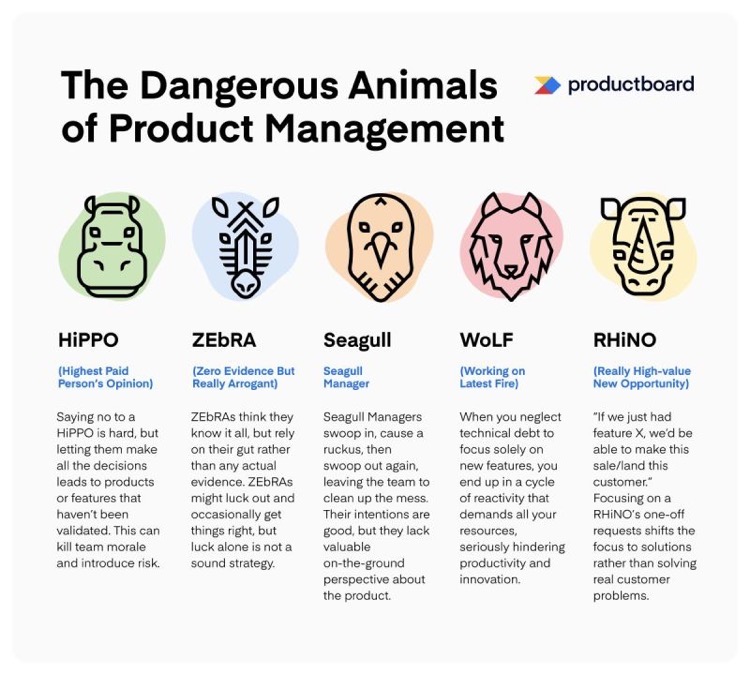 The Dangerous Animals
of Product Management
productboard
HiPPO
(Highest Paid
Person's Opinion)
Saying no to a
HiPPO is hard, but
letting them make
all the decisions
leads to products
or features that
haven't been
validated. This can
kill team morale
and introduce risk.
ZEbRA
(Zero Evidence But
Really Arrogant)
ZEbRAs think they
know it all, but rely
on their gut rather
than any actual
evidence. ZEbRAs
might luck out and
occasionally get
things right, but
luck alone is not a
sound strategy.
Seagull
Seagull
Manager
Seagull Managers
swoop in, cause a
ruckus, then
swoop out again,
leaving the team to
clean up the mess.
Their intentions are
good, but they lack
valuable
on-the-ground
perspective about
the product.
WoLF
(Working on
Latest Fire)
When you neglect
technical debt to
focus solely on
new features, you
end up in a cycle
of reactivity that
demands all your
resources,
seriously hindering
productivity and
innovation.
RHiNO
(Really High-value
New Opportunity)
"If we just had
feature X, we'd be
able to make this
sale/land this
customer."
Focusing on a
RHiNO's one-off
requests shifts the
focus to solutions
rather than solving
real customer
problems.